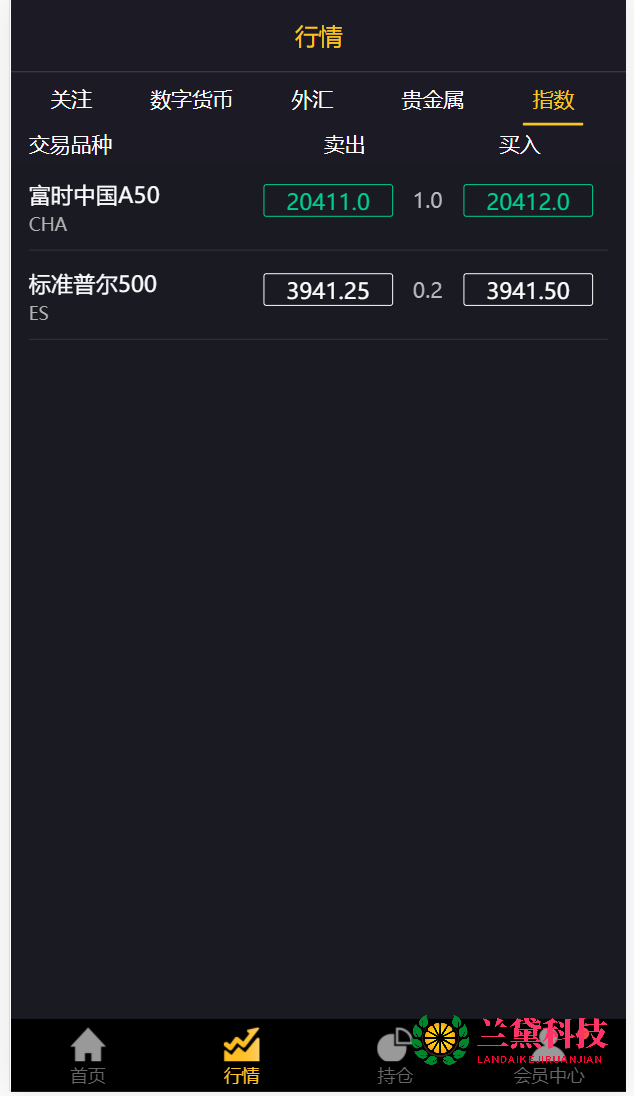 行情
关注 数字货币 外汇 贵金属 指数
交易品种 卖出 买入
富时中国A50 20411.0 1.0 20412.0
CHA
标准普尔500 3941.25 0.2 3941.50
ES
兰黛科技
LANDAIKEJIRUANJIAN
首页 行情 持仓 会员中心